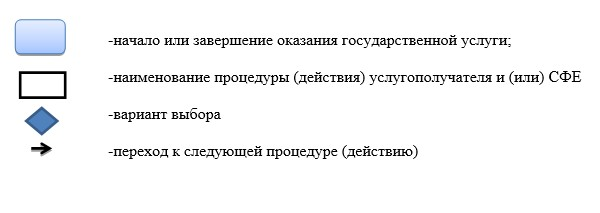 -начало или завершение оказания государственной услуги;
-наименование процедуры (действия) услугополучателя и (или) СФЕ
-вариант выбора
-переход к следующей процедуре (действию)